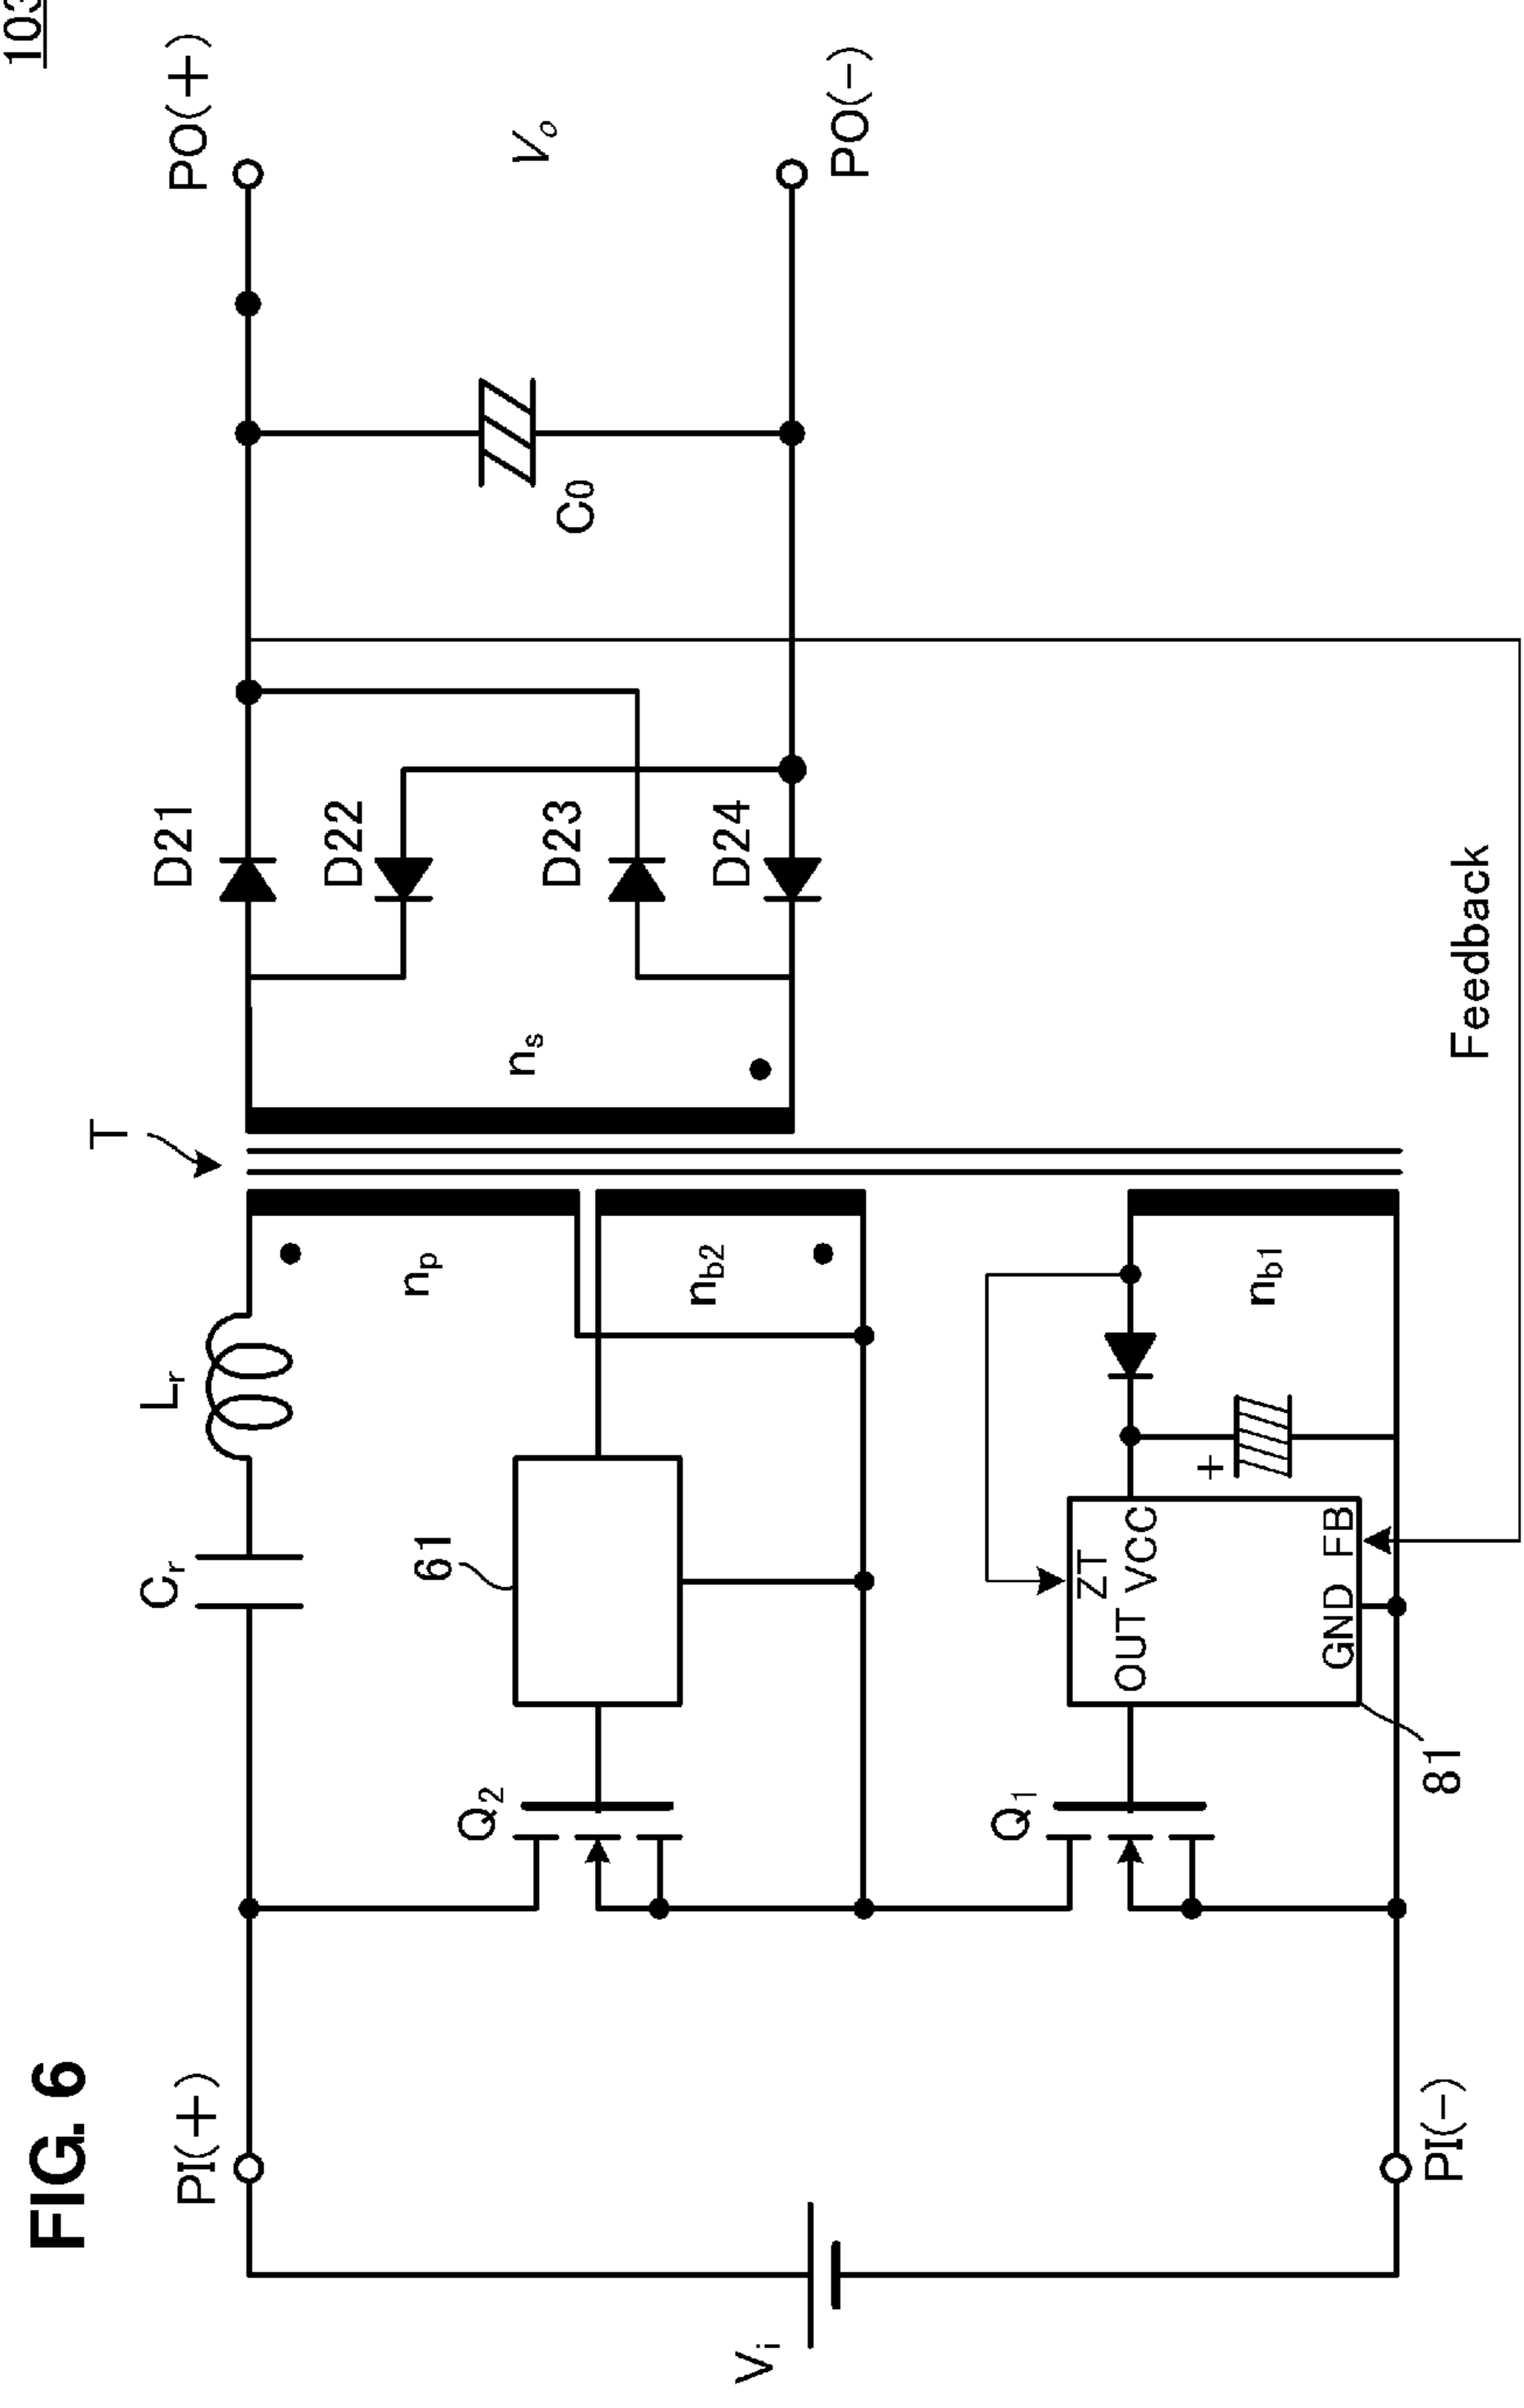 FIG. 6
103
T
PO(+)
Vo
PO(-)
PI(+)
PI(-)
Vi
Cr
Lr
np
nb2
nb1
ns
D21
D22
D23
D24
C0
Q2
61
Q1
ZT
OUT VCC
GND FB
81
Feedback
+